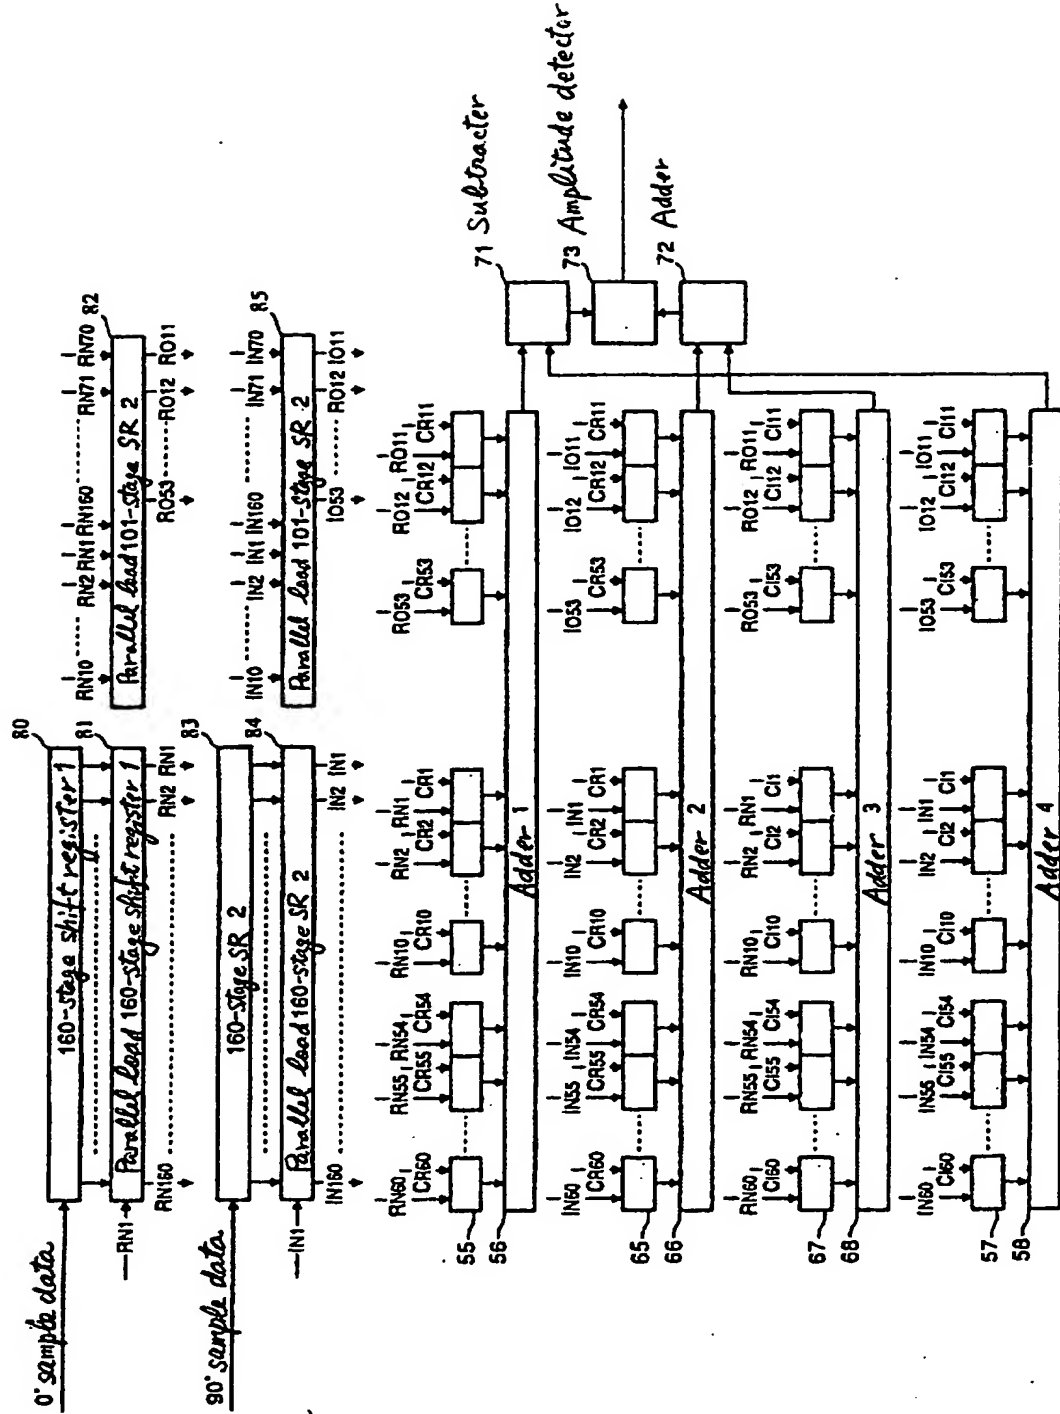 0° sample data
80
160-stage shift register 1
81
RN1
Parallel load 160-stage shift register 1
RN160 RN2 RN1
RN10 RN2 RN1 RN160 RN71 RN70
82
Parallel load 101-stage SR 2
RO53 RO12 RO11
90° sample data
83
160-stage SR 2
84
IN1
Parallel load 160-stage SR 2
IN160 IN2 IN1
IN10 IN2 IN1 IN160 IN71 IN70
85
Parallel load 101-stage SR 2
IO53 RO12 IO11
RN60 CR60 RN55 CR55 RN54 CR54 RN10 CR10 RN2 CR2 RN1 CR1 RO53 CR53 RO12 CR12 RO11 CR11
55
56
Adder 1
71 Subtracter
IN60 CR60 IN55 CR55 IN54 CR54 IN10 CR10 IN2 CR2 IN1 CR1 IO53 CR53 IO12 CR12 IO11 CR11
65
66
Adder 2
73 Amplitude detector
RN60 CI60 RN55 CI55 RN54 CI54 RN10 CI10 RN2 CI2 RN1 CI1 RO53 CI53 RO12 CI12 RO11 CI11
67
68
Adder 3
72 Adder
IN60 CI60 IN55 CI55 IN54 CI54 IN10 CI10 IN2 CI2 IN1 CI1 IO53 CI53 IO12 CI12 IO11 CI11
57
58
Adder 4